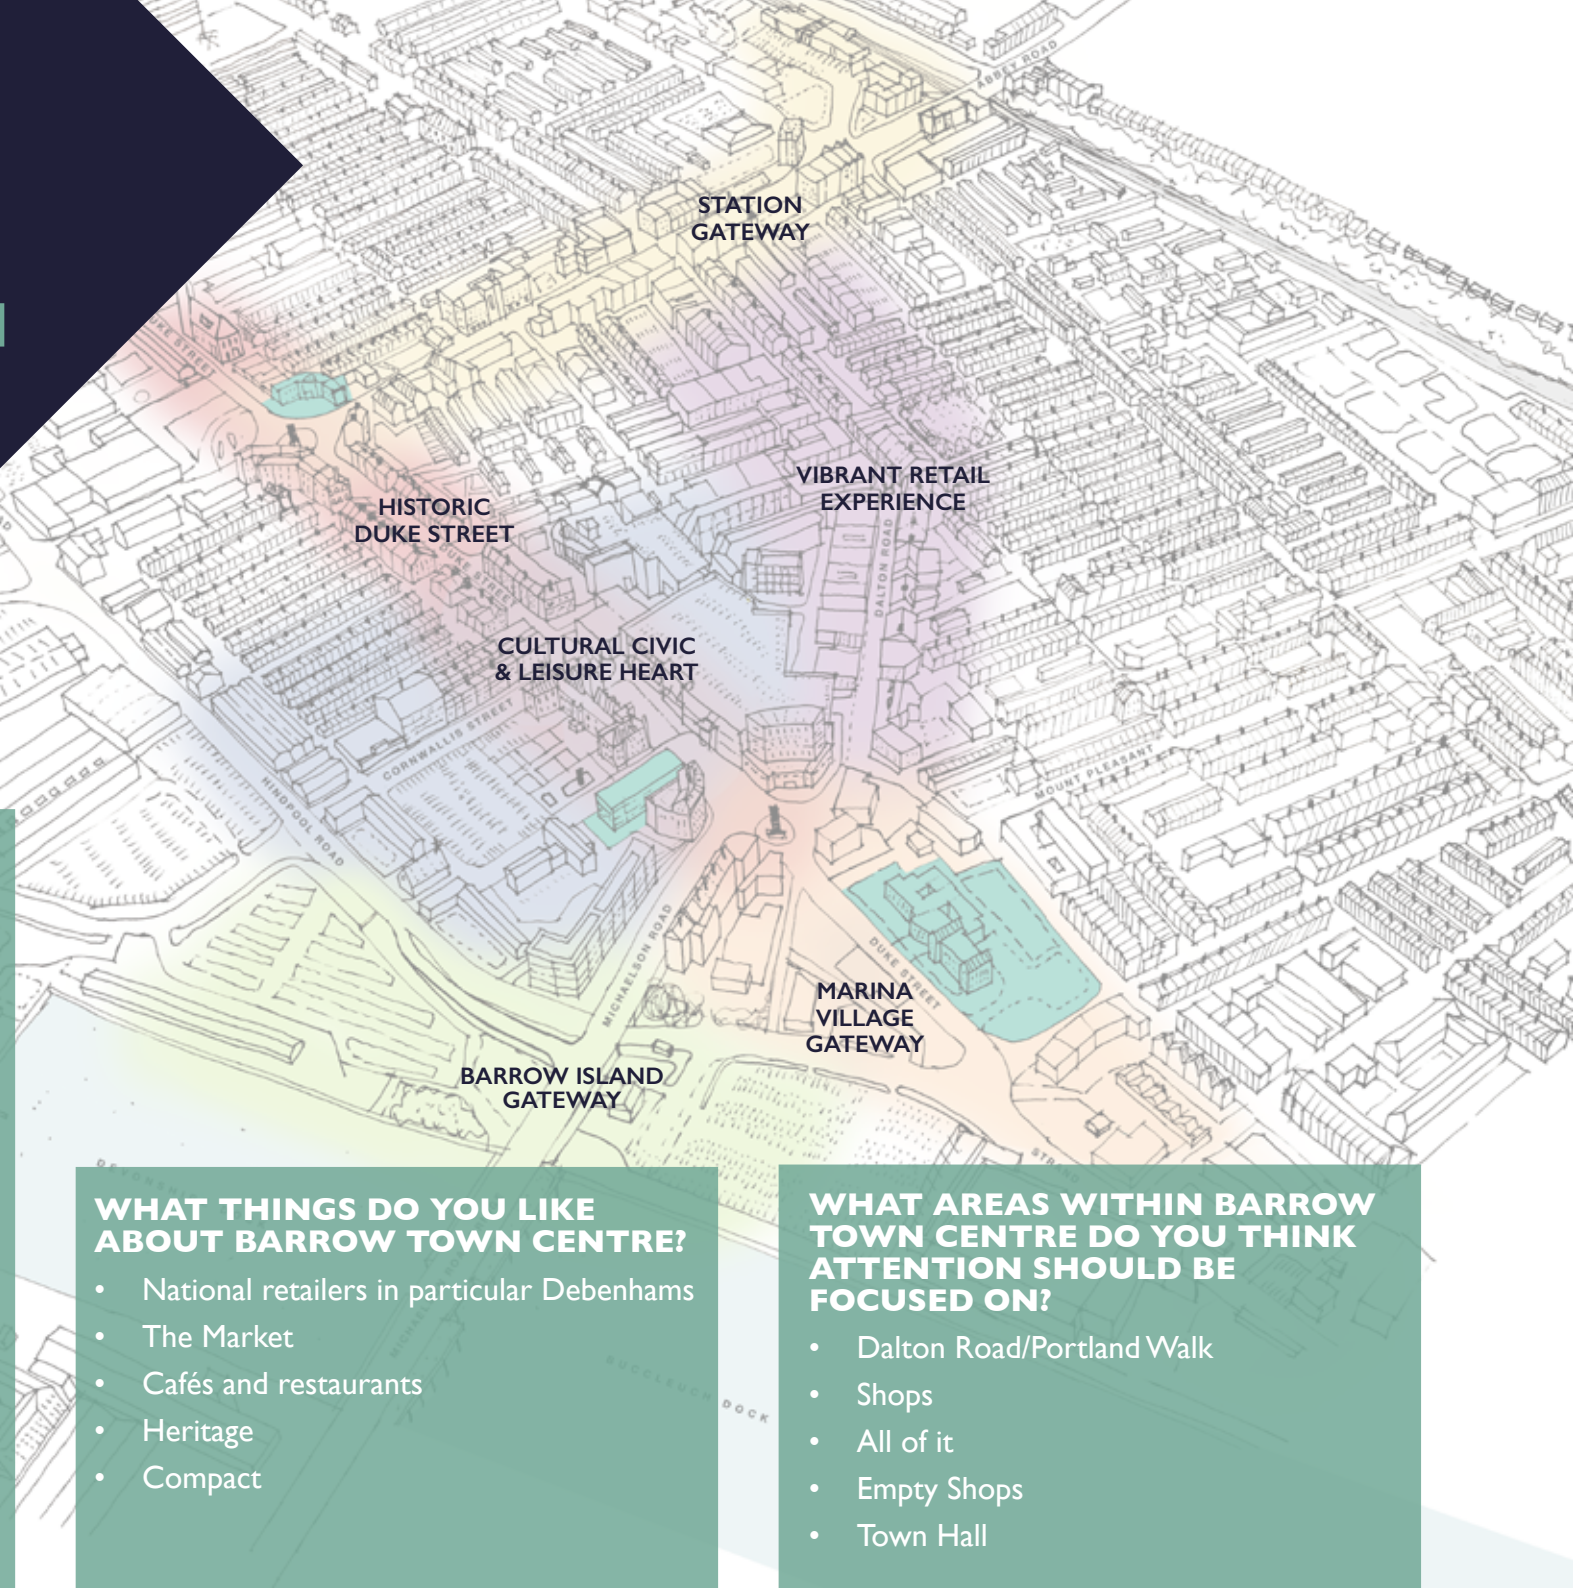 ABBEY ROAD
STATION
GATEWAY
DUKE STREET
VIBRANT RETAIL
EXPERIENCE
HISTORIC
DUKE STREET
DUKE STREET
DALTON ROAD
CULTURAL CIVIC
& LEISURE HEART
CORNWALLIS STREET
HINDPOOL ROAD
MOUNT PLEASANT
MICHAELSON ROAD
DUKE STREET
MARINA
VILLAGE
GATEWAY
BARROW ISLAND
GATEWAY
STRAND
WHAT THINGS DO YOU LIKE
ABOUT BARROW TOWN CENTRE?
• National retailers in particular Debenhams
• The Market
• Cafés and restaurants
• Heritage
• Compact
BUCCLEUCH DOCK
WHAT AREAS WITHIN BARROW
TOWN CENTRE DO YOU THINK
ATTENTION SHOULD BE
FOCUSED ON?
• Dalton Road/Portland Walk
• Shops
• All of it
• Empty Shops
• Town Hall